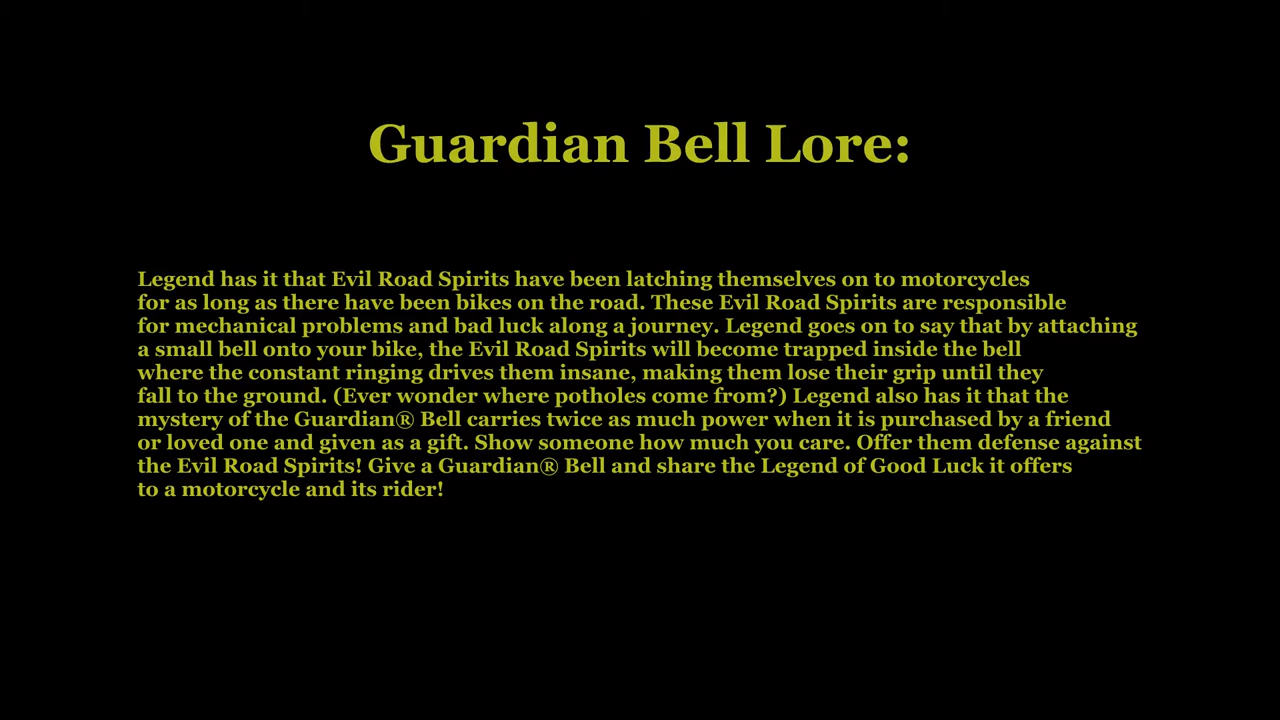 Guardian Bell Lore:
Legend has it that Evil Road Spirits have been latching themselves on to motorcycles
for as long as there have been bikes on the road. These Evil Road Spirits are responsible
for mechanical problems and bad luck along a journey. Legend goes on to say that by attaching
a small bell onto your bike, the Evil Road Spirits will become trapped inside the bell
where the constant ringing drives them insane, making them lose their grip until they
fall to the ground. (Ever wonder where potholes come from?) Legend also has it that the
mystery of the Guardian® Bell carries twice as much power when it is purchased by a friend
or loved one and given as a gift. Show someone how much you care. Offer them defense against
the Evil Road Spirits! Give a Guardian® Bell and share the Legend of Good Luck it offers
to a motorcycle and its rider!